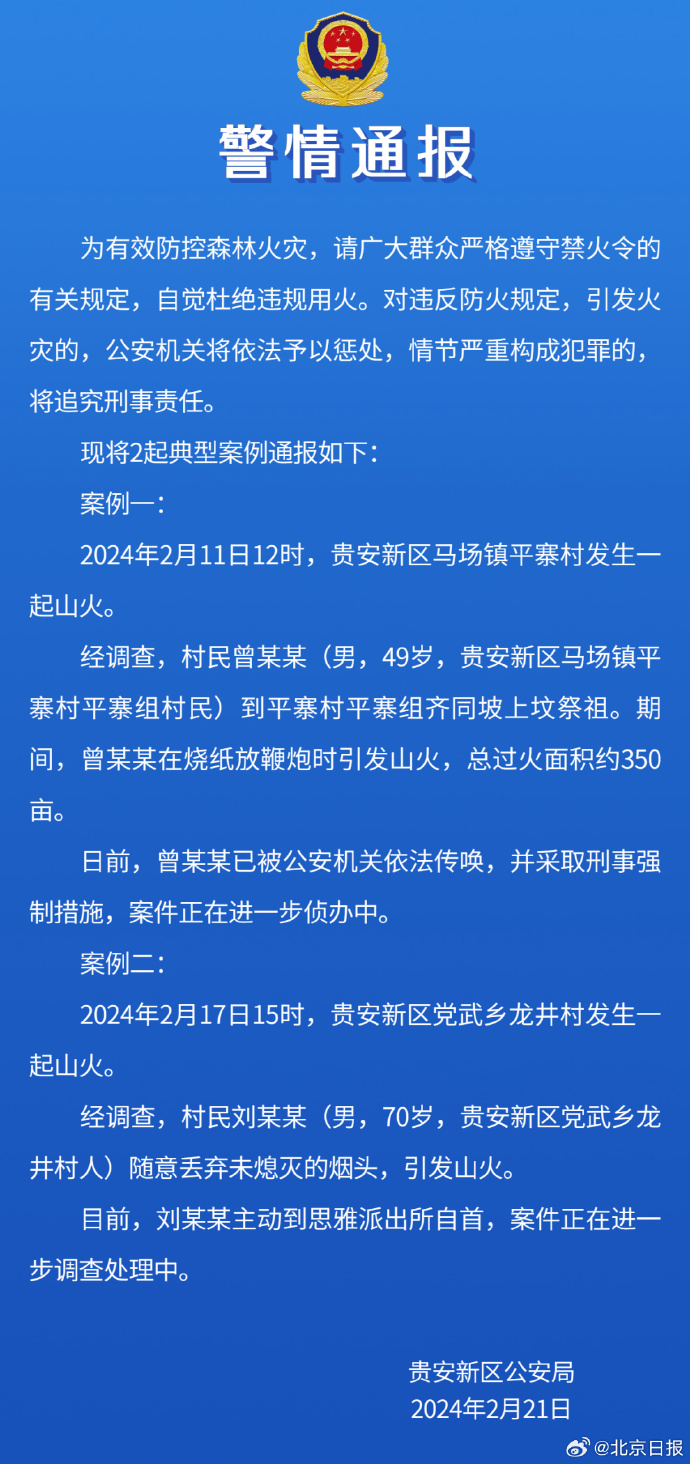 警情通报
为有效防控森林火灾，请广大群众严格遵守禁火令的
有关规定，自觉杜绝违规用火。对违反防火规定，引发火
灾的，公安机关将依法予以惩处，情节严重构成犯罪的，
将追究刑事责任。
现将2起典型案例通报如下：
案例一：
2024年2月11日12时，贵安新区马场镇平寨村发生一
起山火。
经调查，村民曾某某（男，49岁，贵安新区马场镇平
寨村平寨组村民）到平寨村平寨组齐同坡上坟祭祖。期
间，曾某某在烧纸放鞭炮时引发山火，总过火面积约350
亩。
日前，曾某某已被公安机关依法传唤，并采取刑事强
制措施，案件正在进一步侦办中。
案例二：
2024年2月17日15时，贵安新区党武乡龙井村发生一
起山火。
经调查，村民刘某某（男，70岁，贵安新区党武乡龙
井村人）随意丢弃未熄灭的烟头，引发山火。
目前，刘某某主动到思雅派出所自首，案件正在进一
步调查处理中。
贵安新区公安局
2024年2月21日
@北京日报